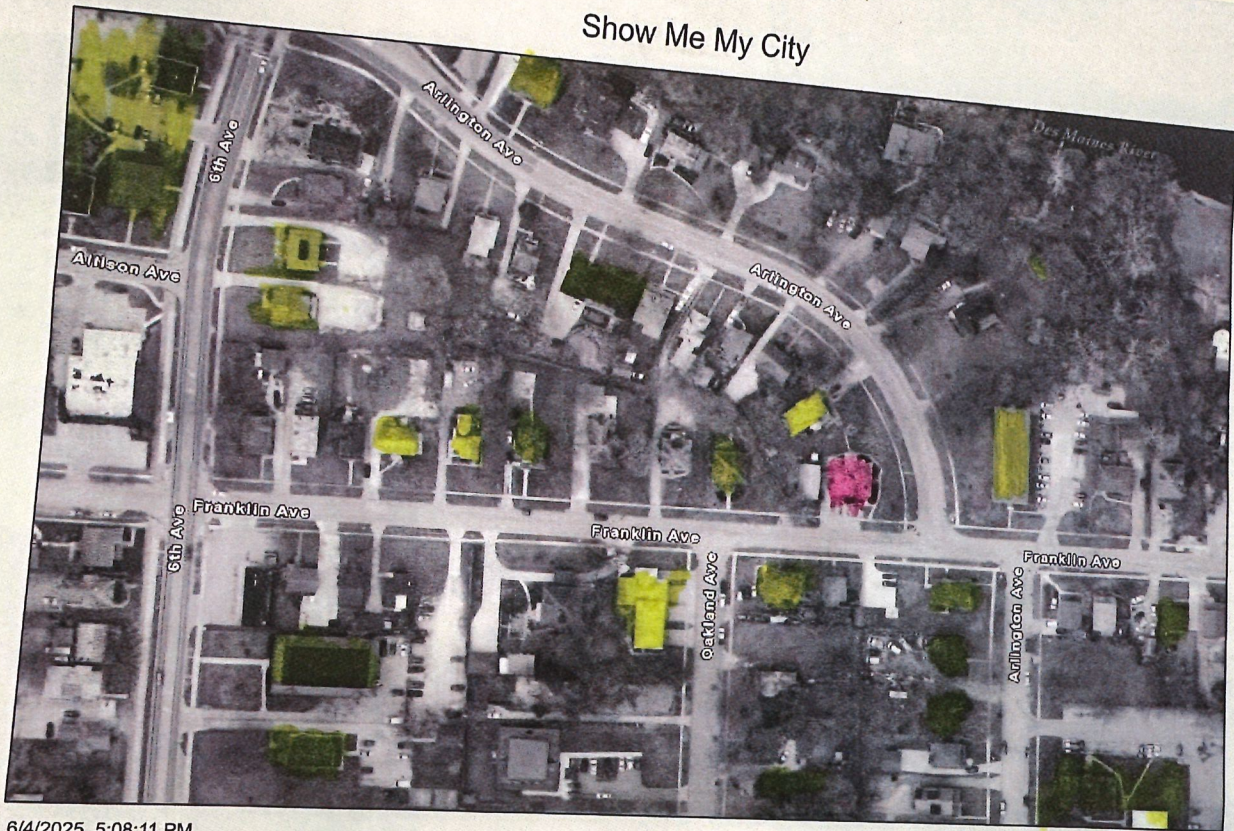 Show Me My City
Arlington Ave
Des Moines River
6th Ave
Allison Ave
Arlington Ave
Franklin Ave
Franklin Ave
6th Ave
Franklin Ave
Oakland Ave
Arlington Ave
6/4/2025, 5:08:11 PM